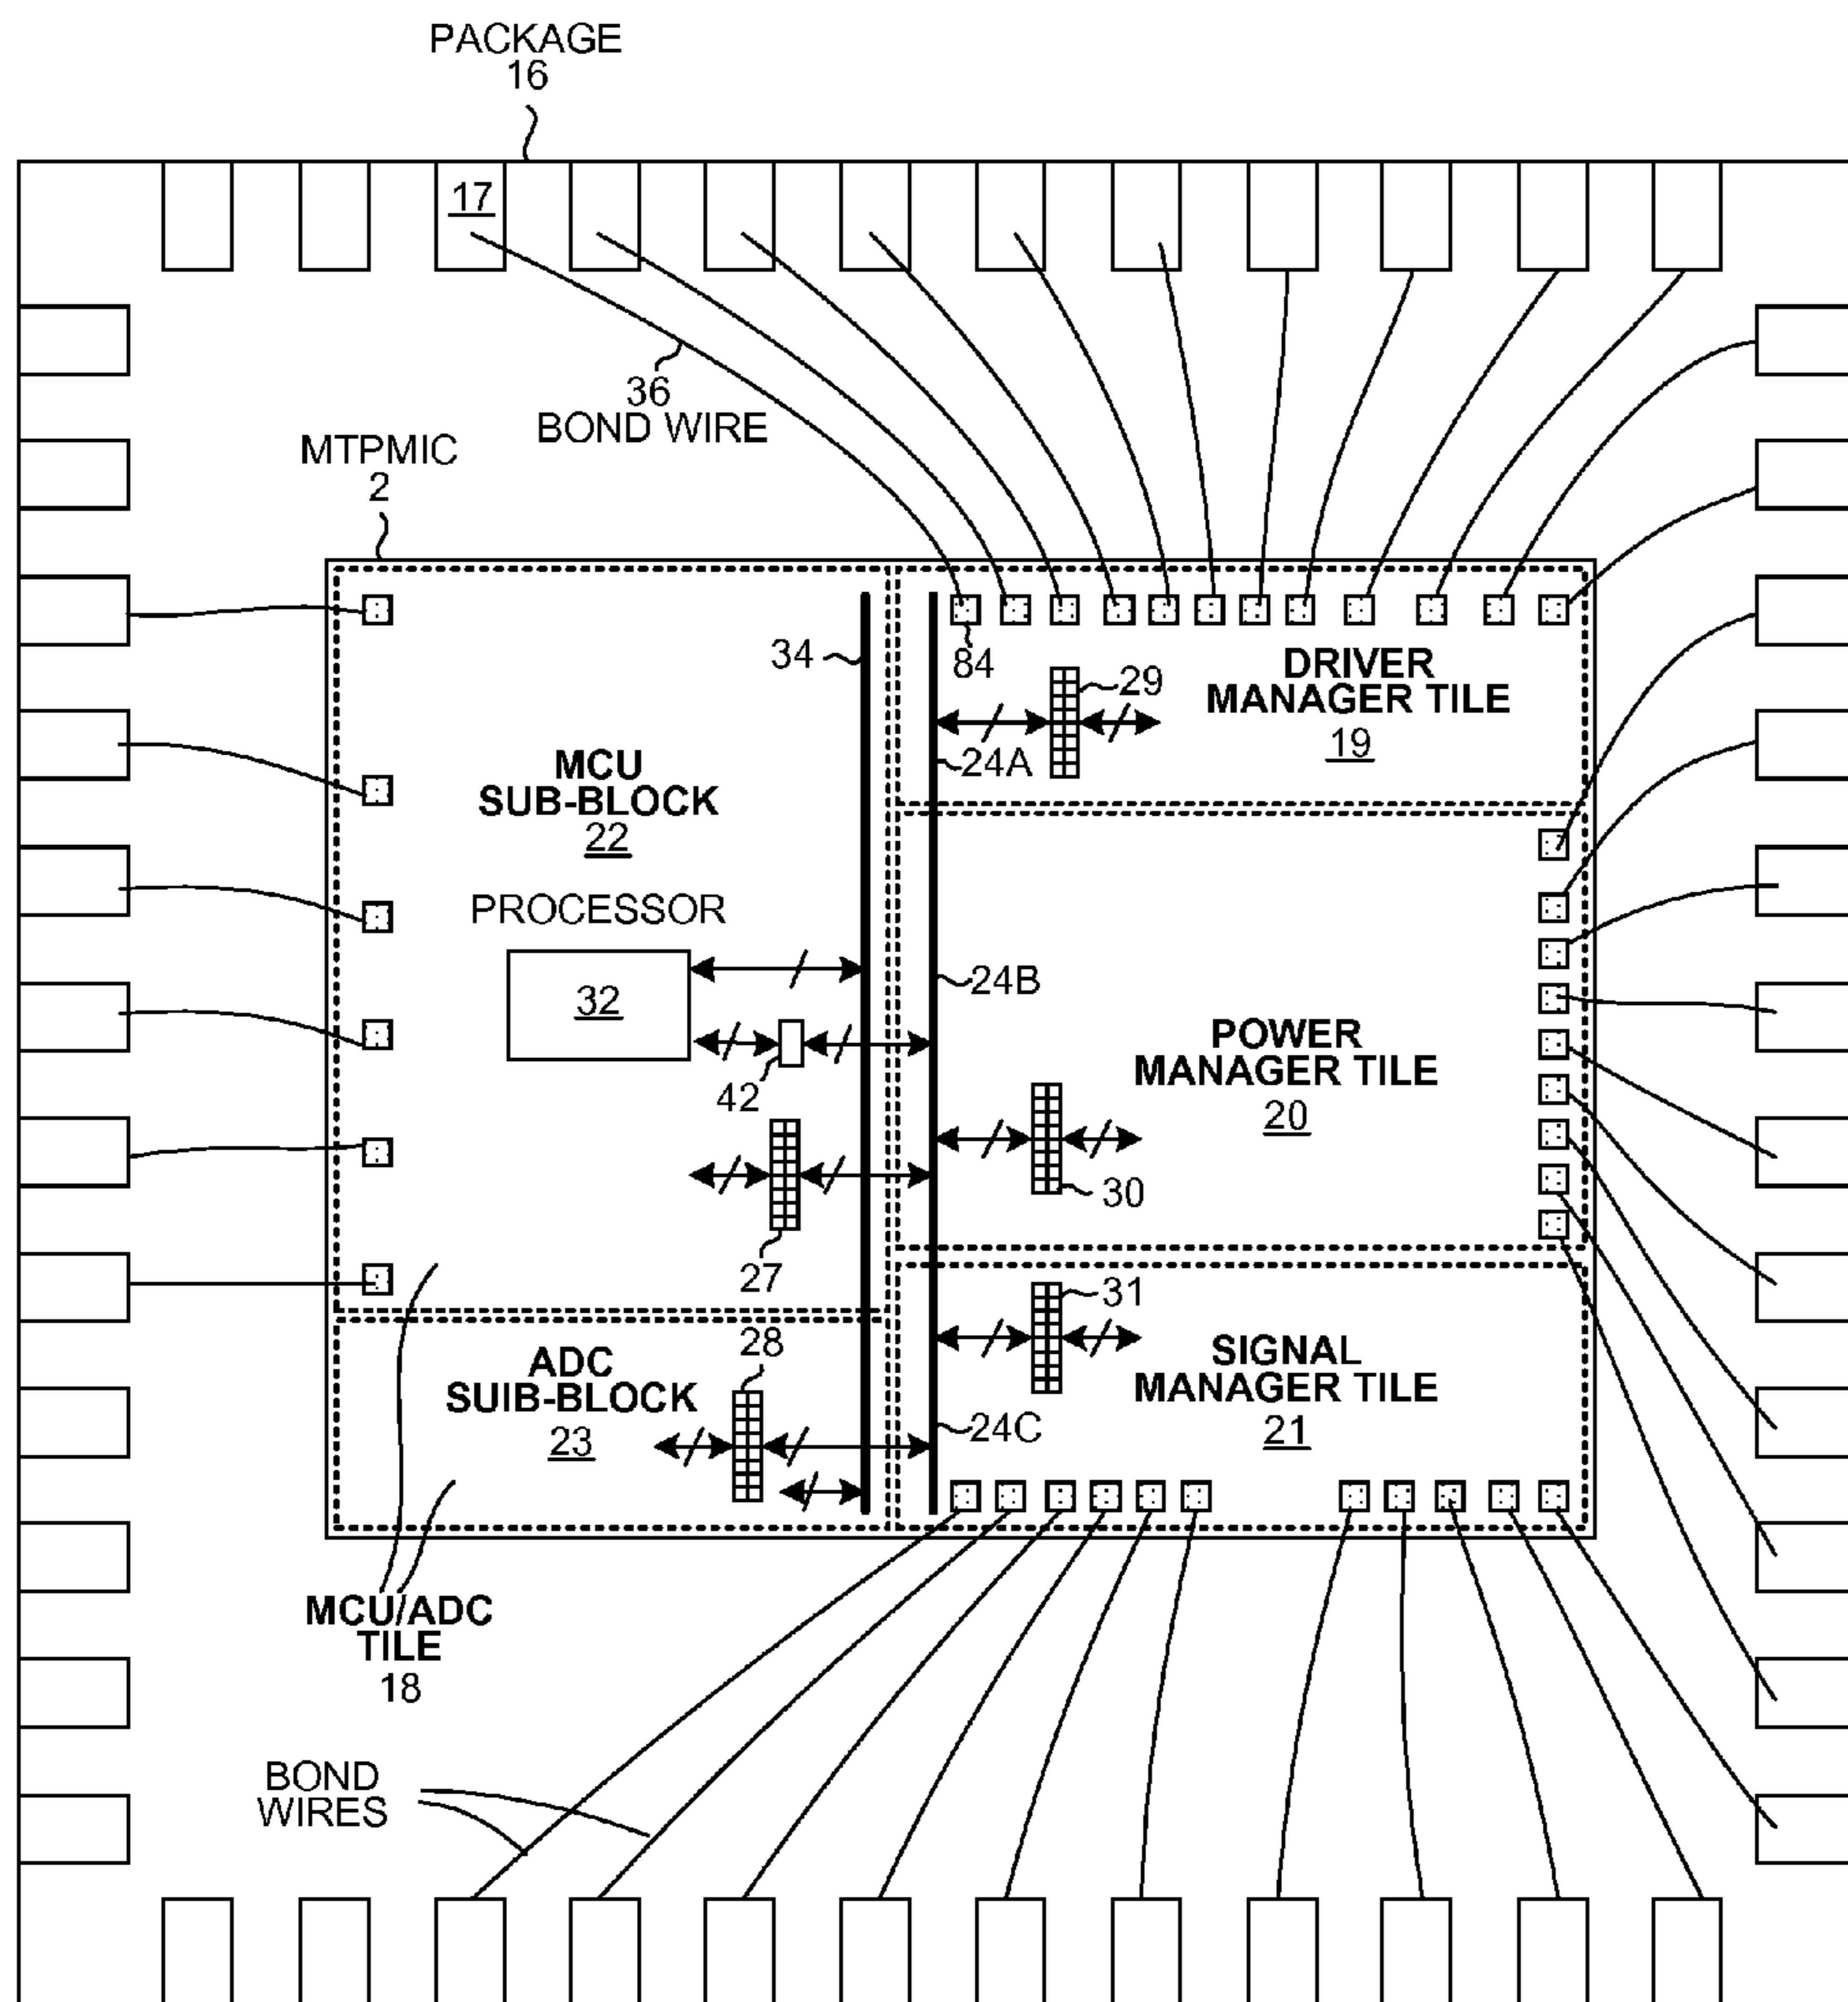 PACKAGE
16
17
36
BOND WIRE
MTPMIC
2
34
84
29
DRIVER
MANAGER TILE
19
24A
MCU
SUB-BLOCK
22
PROCESSOR
32
42
24B
POWER
MANAGER TILE
20
30
27
28
31
ADC
SUIB-BLOCK
23
SIGNAL
MANAGER TILE
21
24C
MCU/ADC
TILE
18
BOND
WIRES